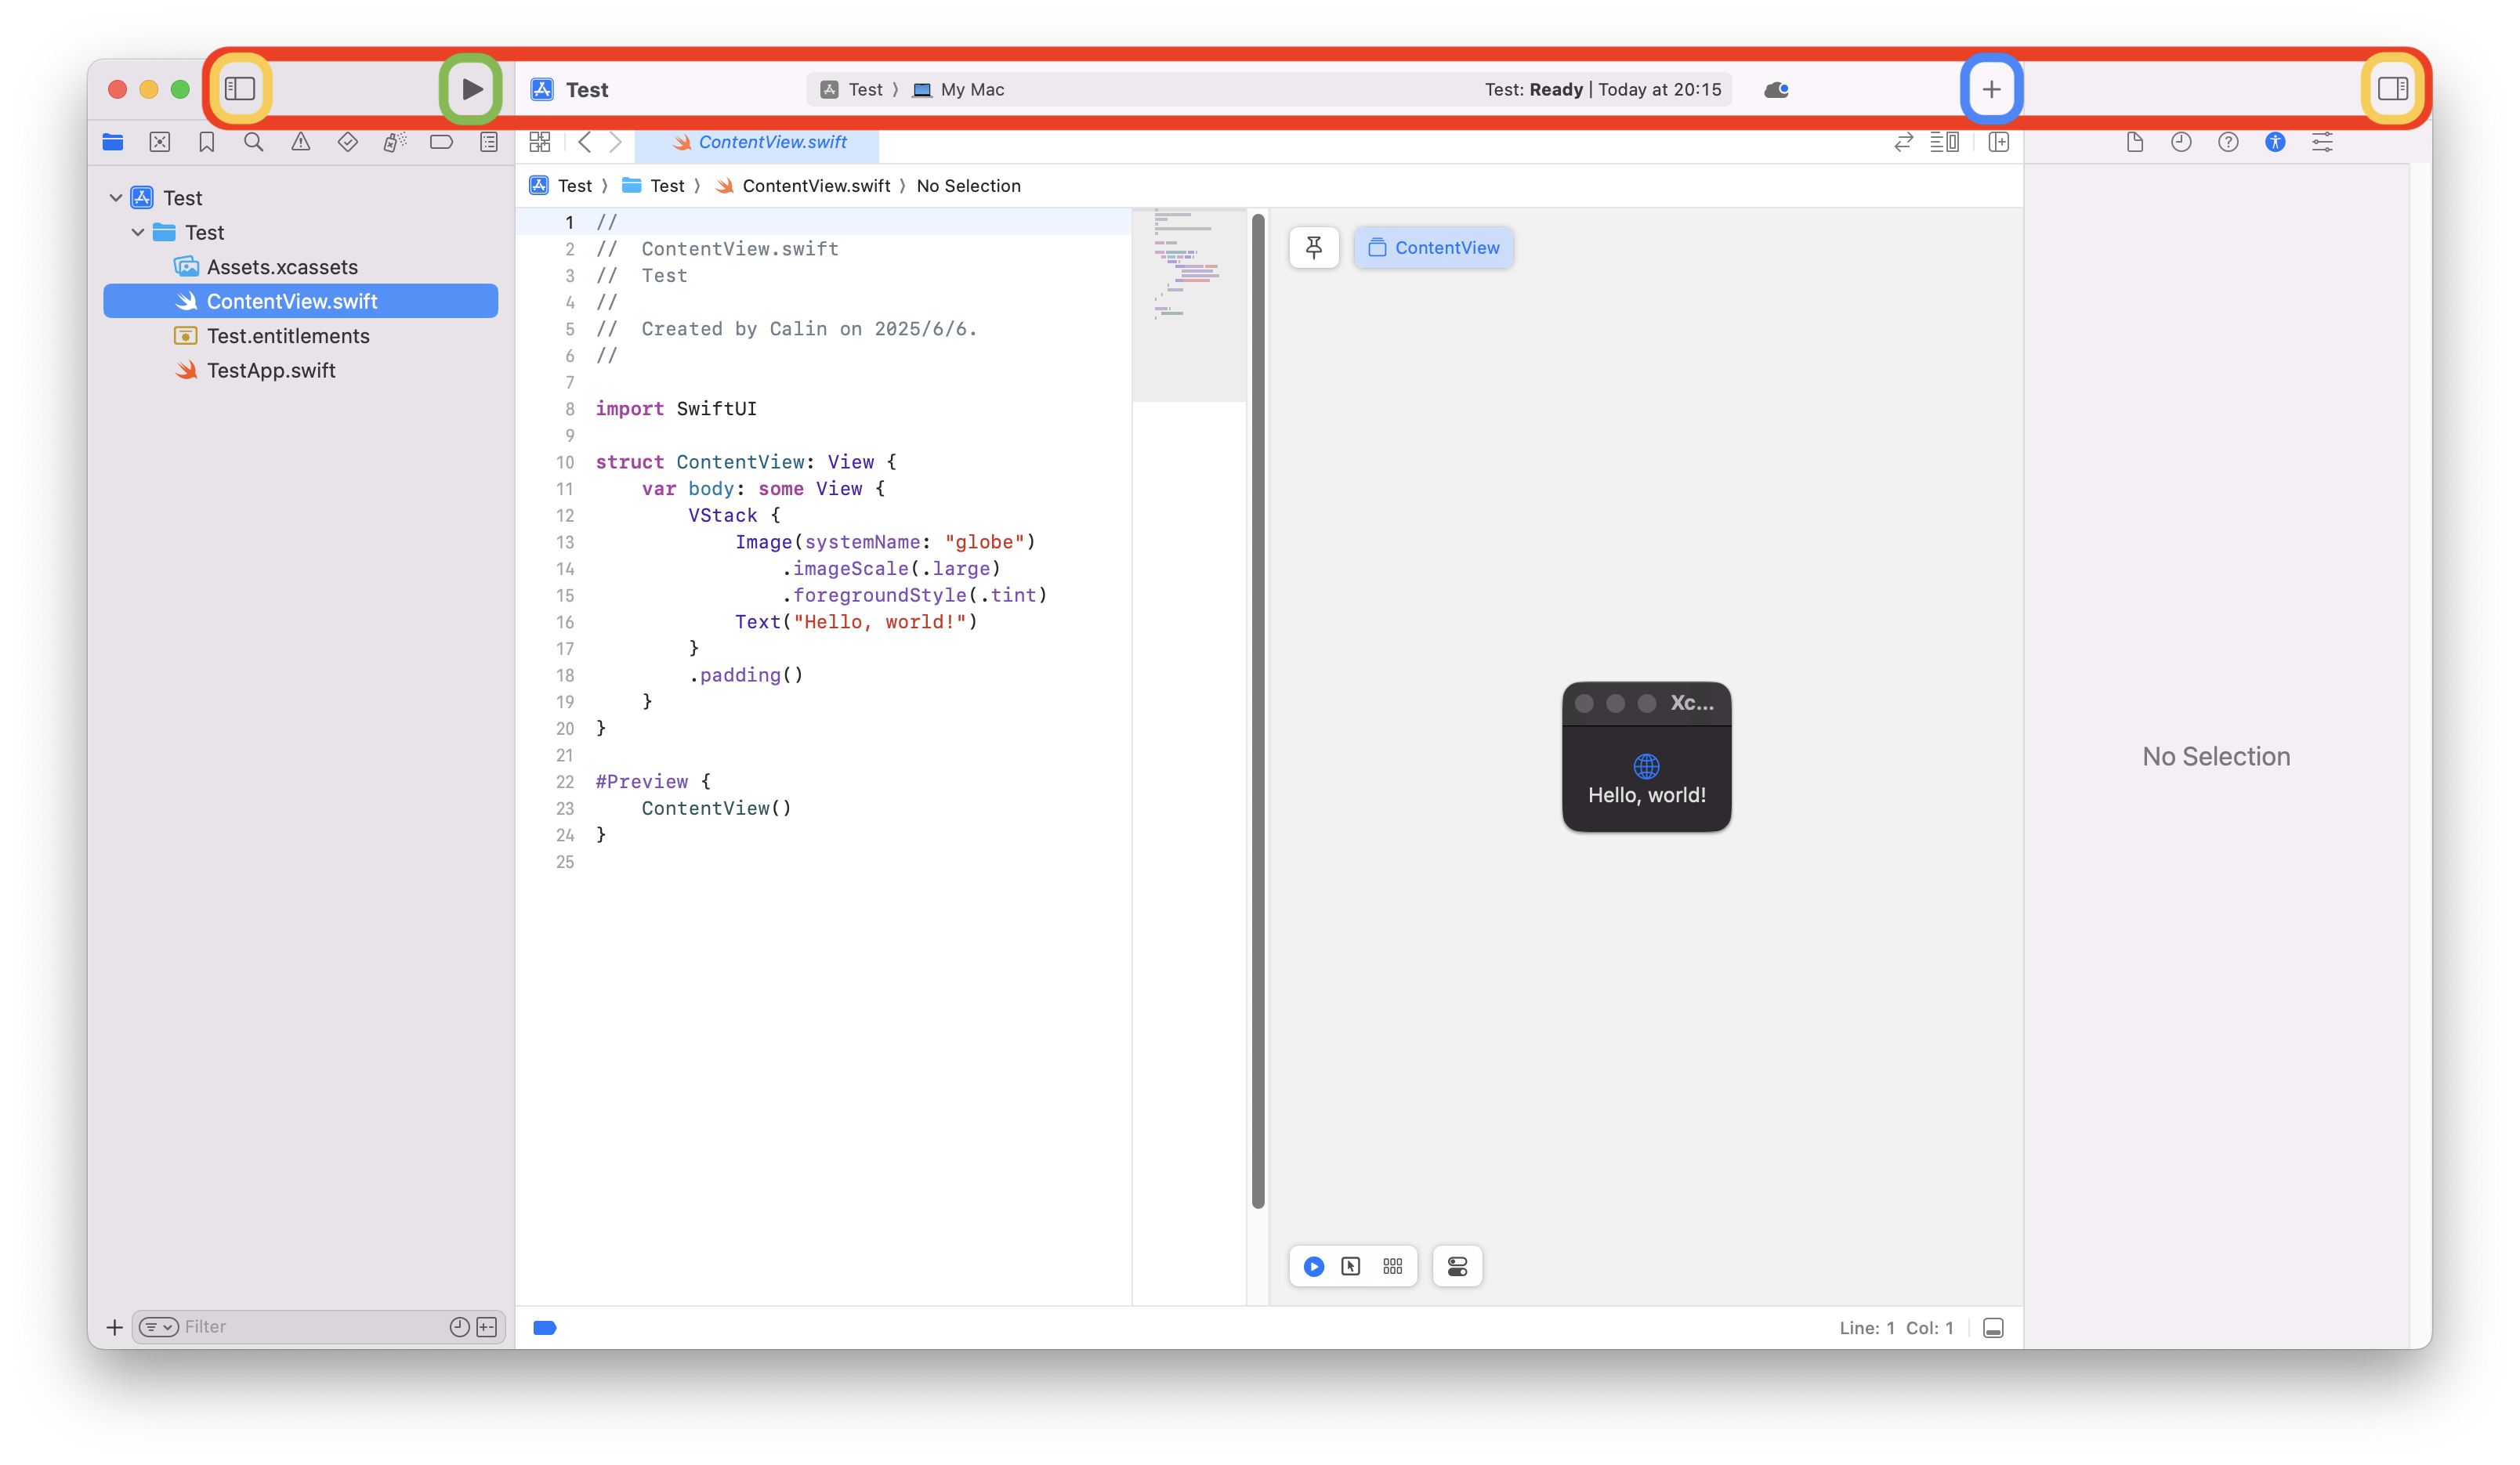 Test
Test 〉 My Mac
Test: Ready | Today at 20:15
ContentView.swift
Test 〉 Test 〉 ContentView.swift 〉 No Selection
Test
Test
Assets.xcassets
ContentView.swift
Test.entitlements
TestApp.swift
1 //
2 //  ContentView.swift
3 //  Test
4 //
5 //  Created by Calin on 2025/6/6.
6 //
7
8 import SwiftUI
9
10 struct ContentView: View {
11     var body: some View {
12         VStack {
13             Image(systemName: "globe")
14                 .imageScale(.large)
15                 .foregroundStyle(.tint)
16             Text("Hello, world!")
17         }
18         .padding()
19     }
20 }
21
22 #Preview {
23     ContentView()
24 }
25
ContentView
Xc...
Hello, world!
No Selection
Filter
Line: 1 Col: 1